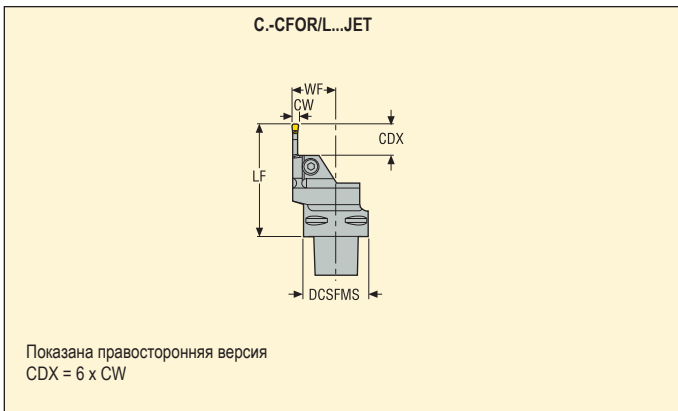 C.-CFOR/L...JET
WF
CW
CDX
LF
DCSFMS
Показана правосторонняя версия
CDX = 6 x CW